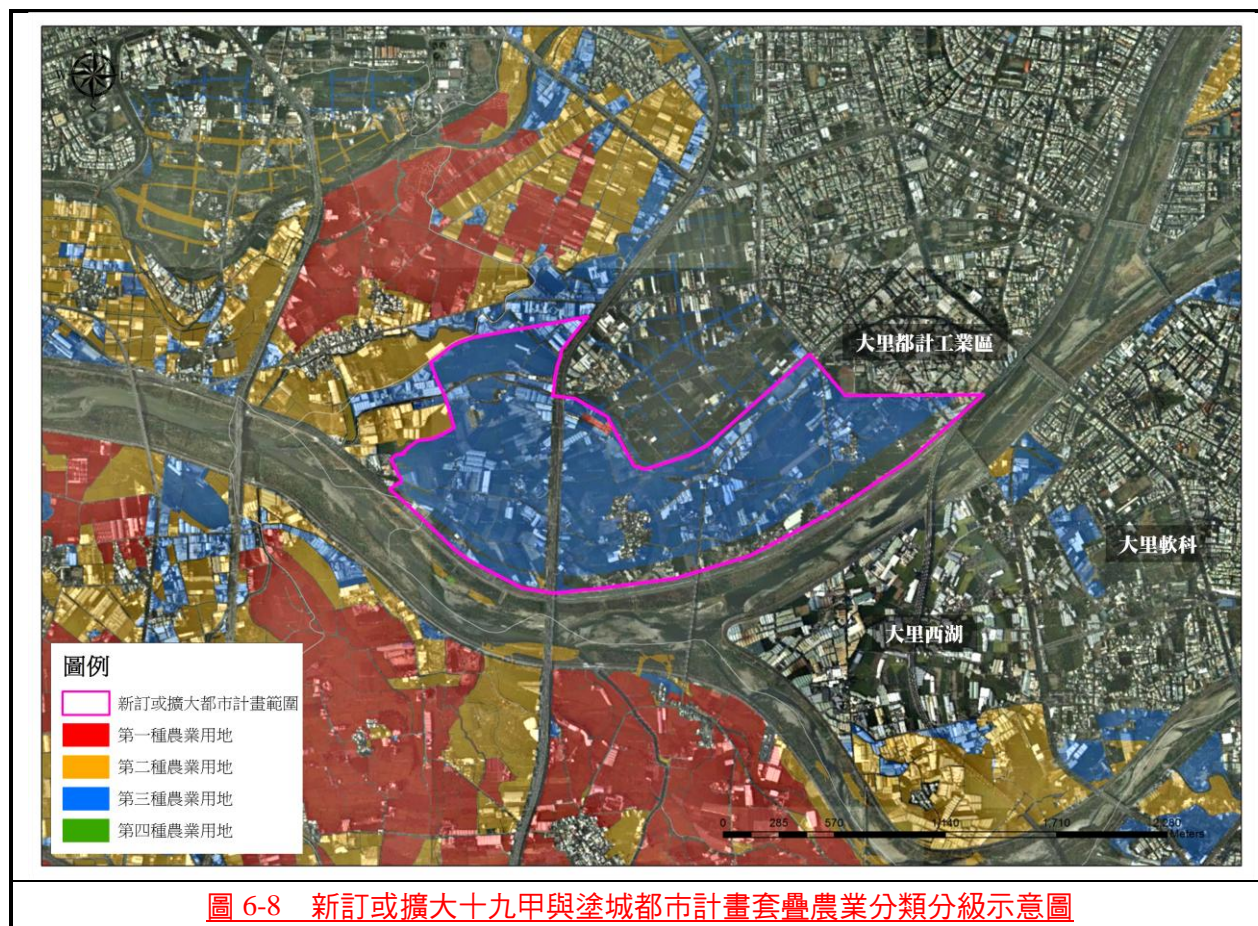 大里都計工業區
大里軟科
大里西湖
圖例
新訂或擴大都市計畫範圍
第一種農業用地
第二種農業用地
第三種農業用地
第四種農業用地
0 285 570 1,140 1,710 2,280
Meters
圖 6-8 新訂或擴大十九甲與塗城都市計畫套疊農業分類分級示意圖